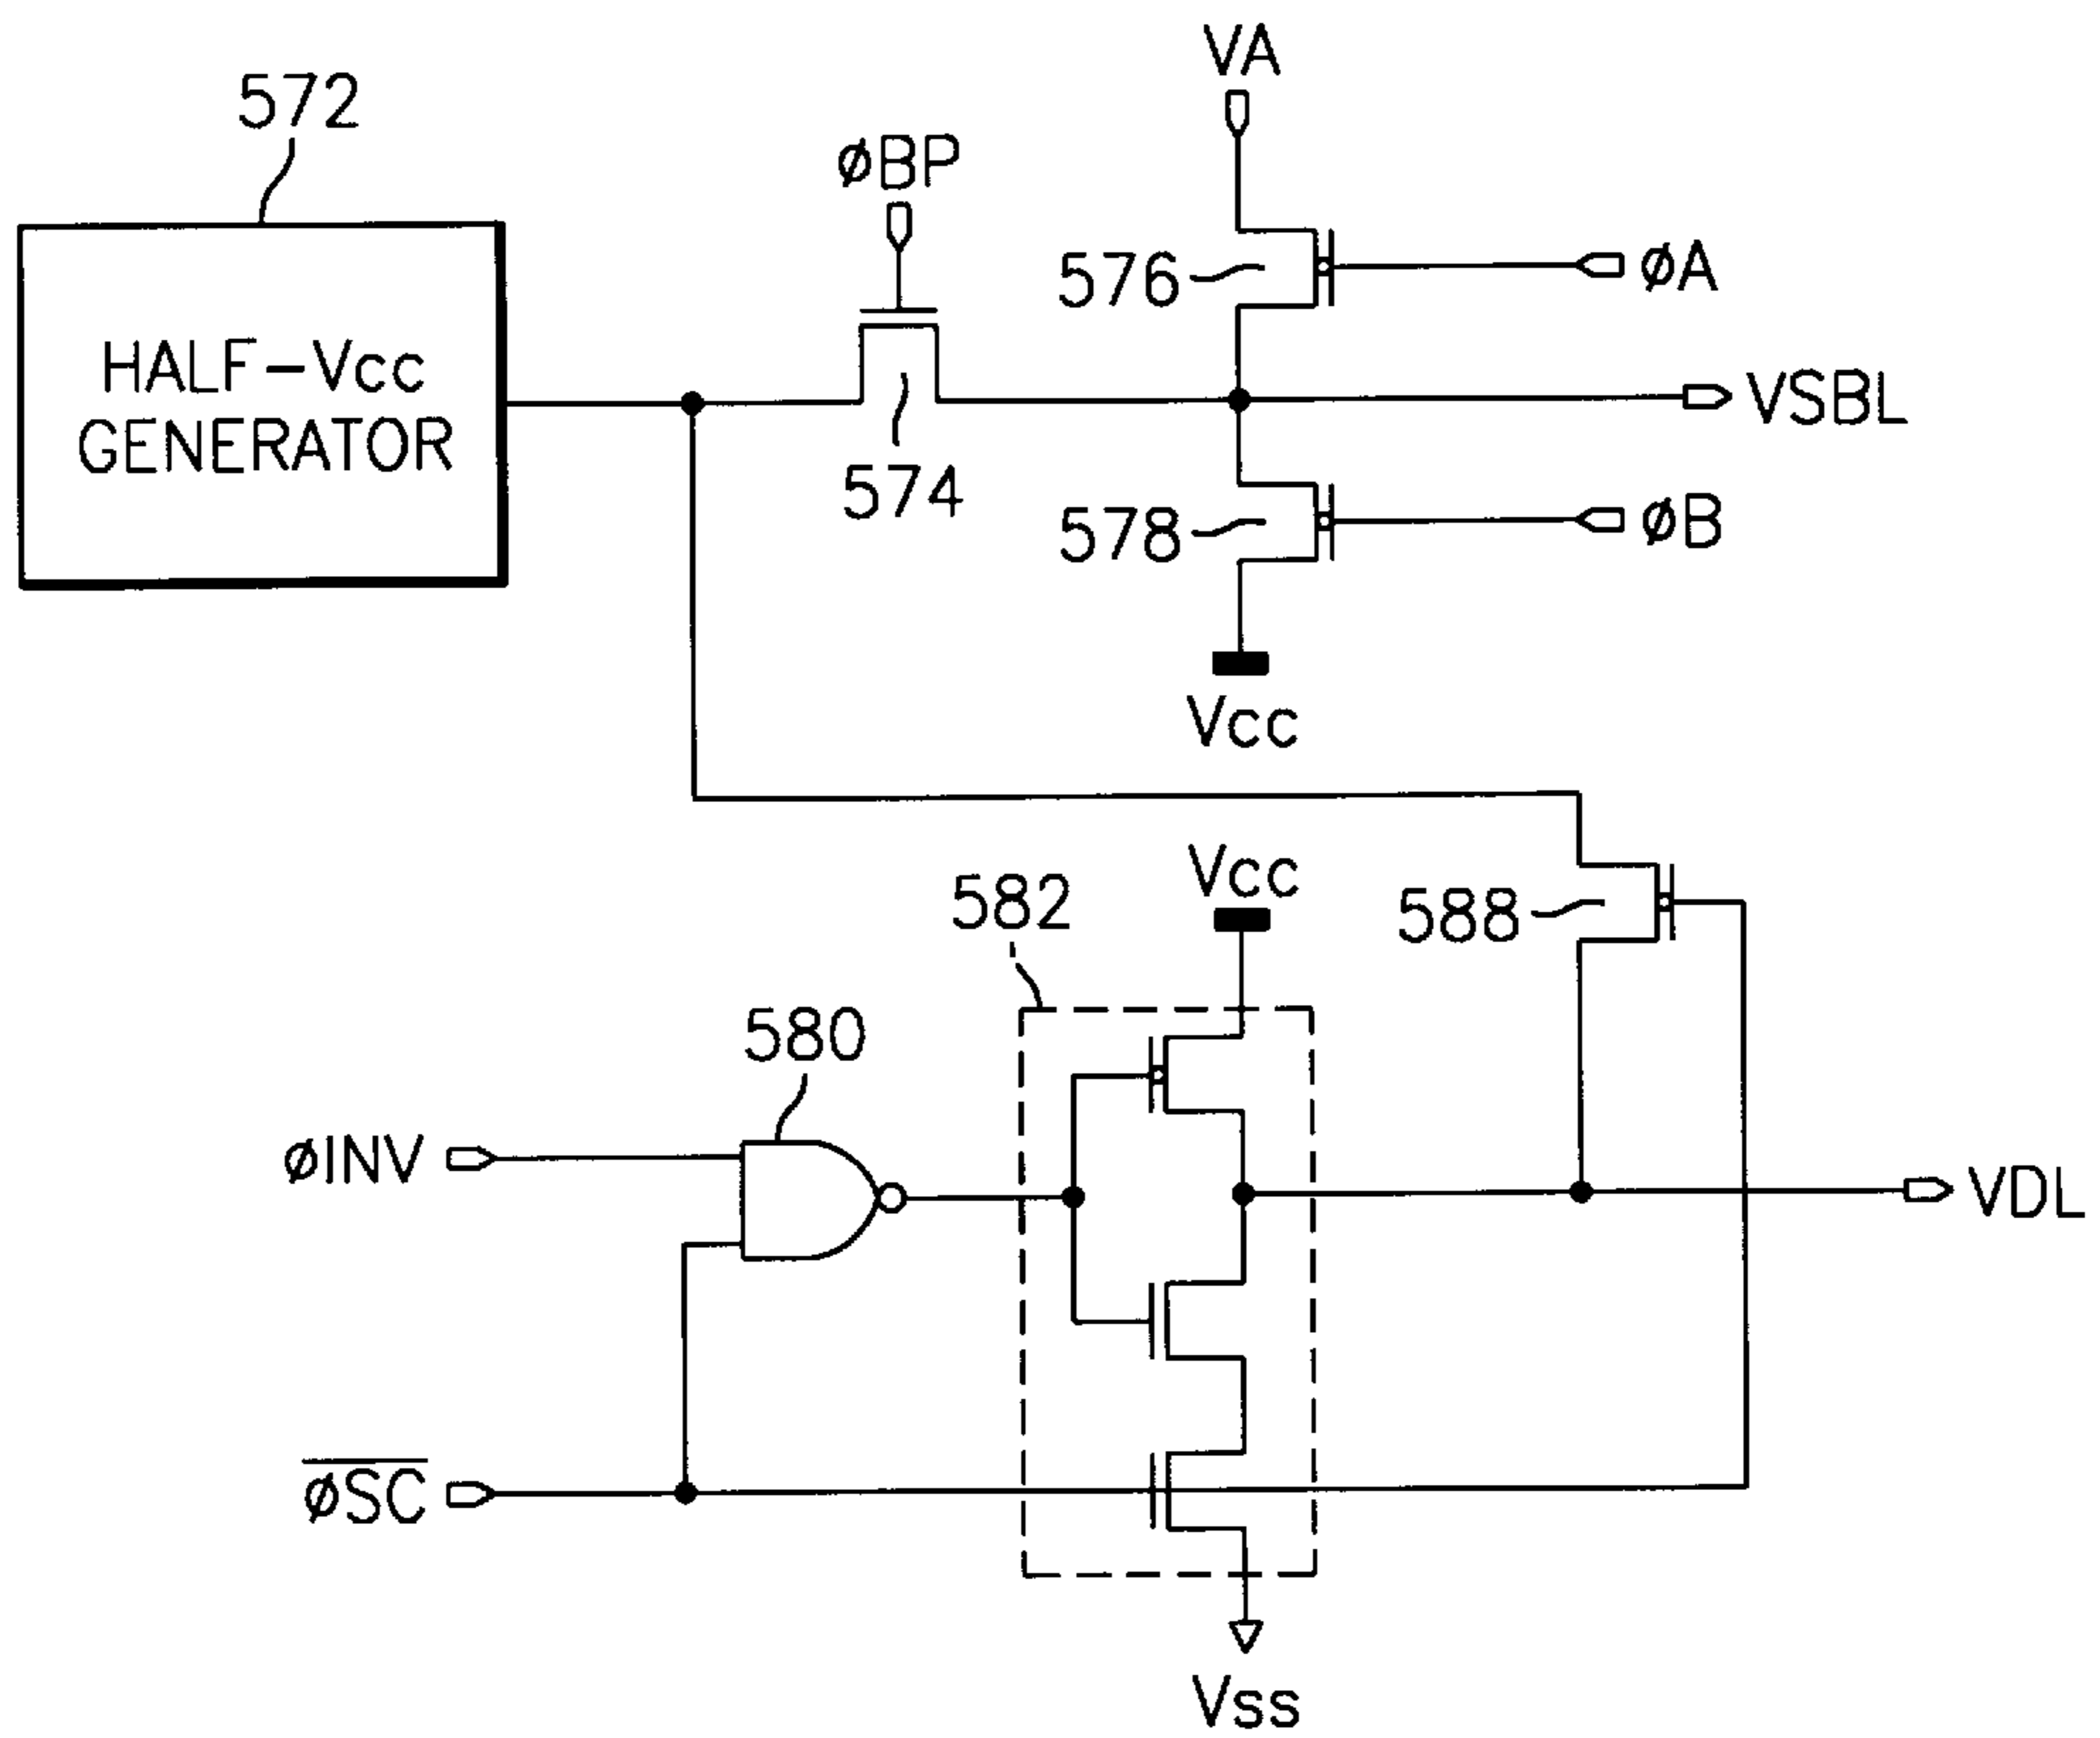 VA
572
øBP
576
øA
HALF-Vcc
GENERATOR
VSBL
574
578
øB
Vcc
Vcc
582
588
580
øINV
VDL
øSC
Vss